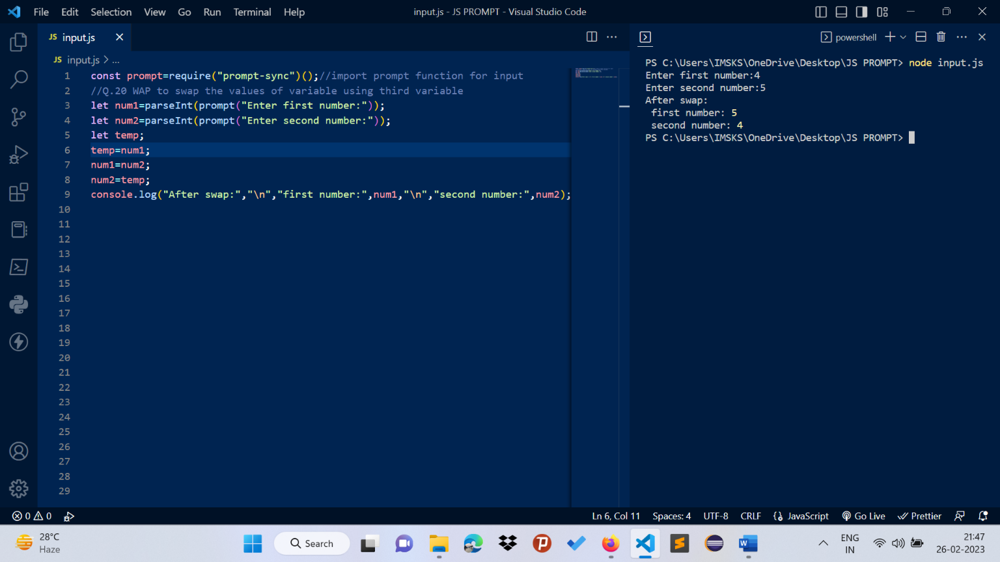 File Edit Selection View Go Run Terminal Help
input.js - JS PROMPT - Visual Studio Code
JS input.js
powershell
JS input.js > ...
1 const prompt=require("prompt-sync")();//import prompt function for input
2 //Q.20 WAP to swap the values of variable using third variable
3 let num1=parseInt(prompt("Enter first number:"));
4 let num2=parseInt(prompt("Enter second number:"));
5 let temp;
6 temp=num1;
7 num1=num2;
8 num2=temp;
9 console.log("After swap:","\n","first number:",num1,"\n","second number:",num2);
10
11
12
13
14
15
16
17
18
19
20
21
22
23
24
25
26
27
28
29
PS C:\Users\IMSKS\OneDrive\Desktop\JS PROMPT> node input.js
Enter first number:4
Enter second number:5
After swap:
first number: 5
second number: 4
PS C:\Users\IMSKS\OneDrive\Desktop\JS PROMPT>
0 0
Ln 6, Col 11 Spaces: 4 UTF-8 CRLF JavaScript Go Live Prettier
28°C
Haze
Search
ENG
IN
21:47
26-02-2023